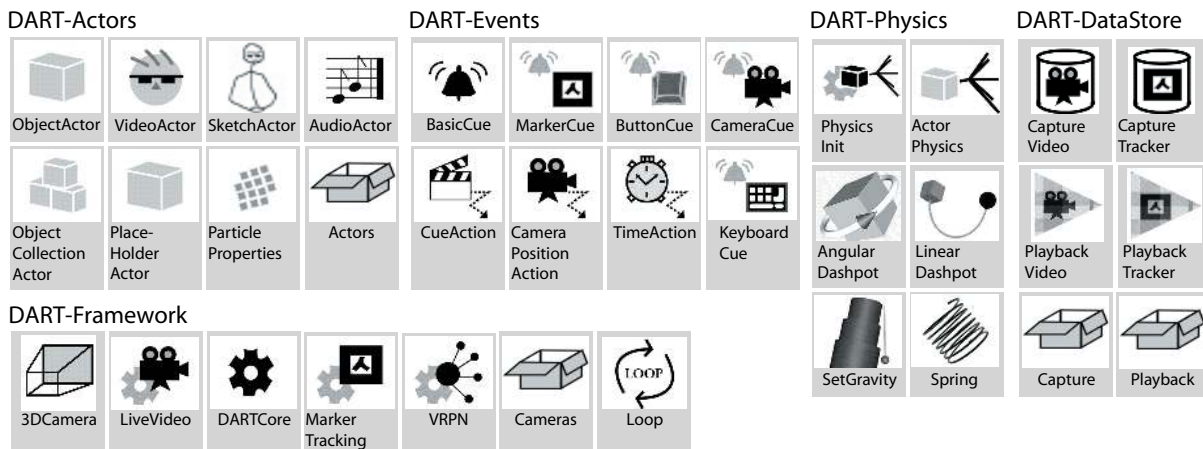 DART-Actors
ObjectActor
VideoActor
SketchActor
AudioActor
Object
Collection
Actor
Place-
Holder
Actor
Particle
Properties
Actors
DART-Events
BasicCue
MarkerCue
ButtonCue
CameraCue
CueAction
Camera
Position
Action
TimeAction
Keyboard
Cue
DART-Physics
Physics
Init
Actor
Physics
Angular
Dashpot
Linear
Dashpot
SetGravity
Spring
DART-DataStore
Capture
Video
Capture
Tracker
Playback
Video
Playback
Tracker
Capture
Playback
DART-Framework
3DCamera
LiveVideo
DARTCore
Marker
Tracking
VRPN
Cameras
LOOP
Loop